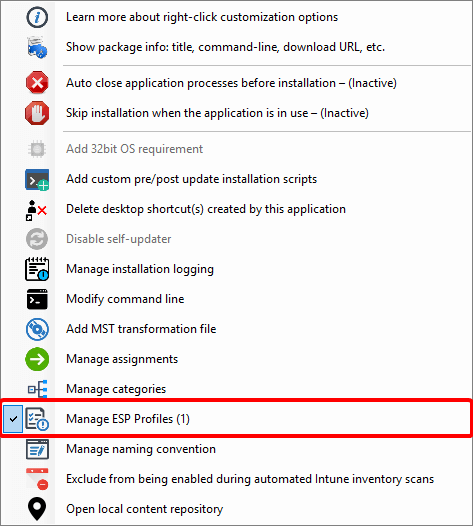 Learn more about right-click customization options
Show package info: title, command-line, download URL, etc.
Auto close application processes before installation – (Inactive)
Skip installation when the application is in use – (Inactive)
Add 32bit OS requirement
Add custom pre/post update installation scripts
Delete desktop shortcut(s) created by this application
Disable self-updater
Manage installation logging
Modify command line
Add MST transformation file
Manage assignments
Manage categories
Manage ESP Profiles (1)
Manage naming convention
Exclude from being enabled during automated Intune inventory scans
Open local content repository